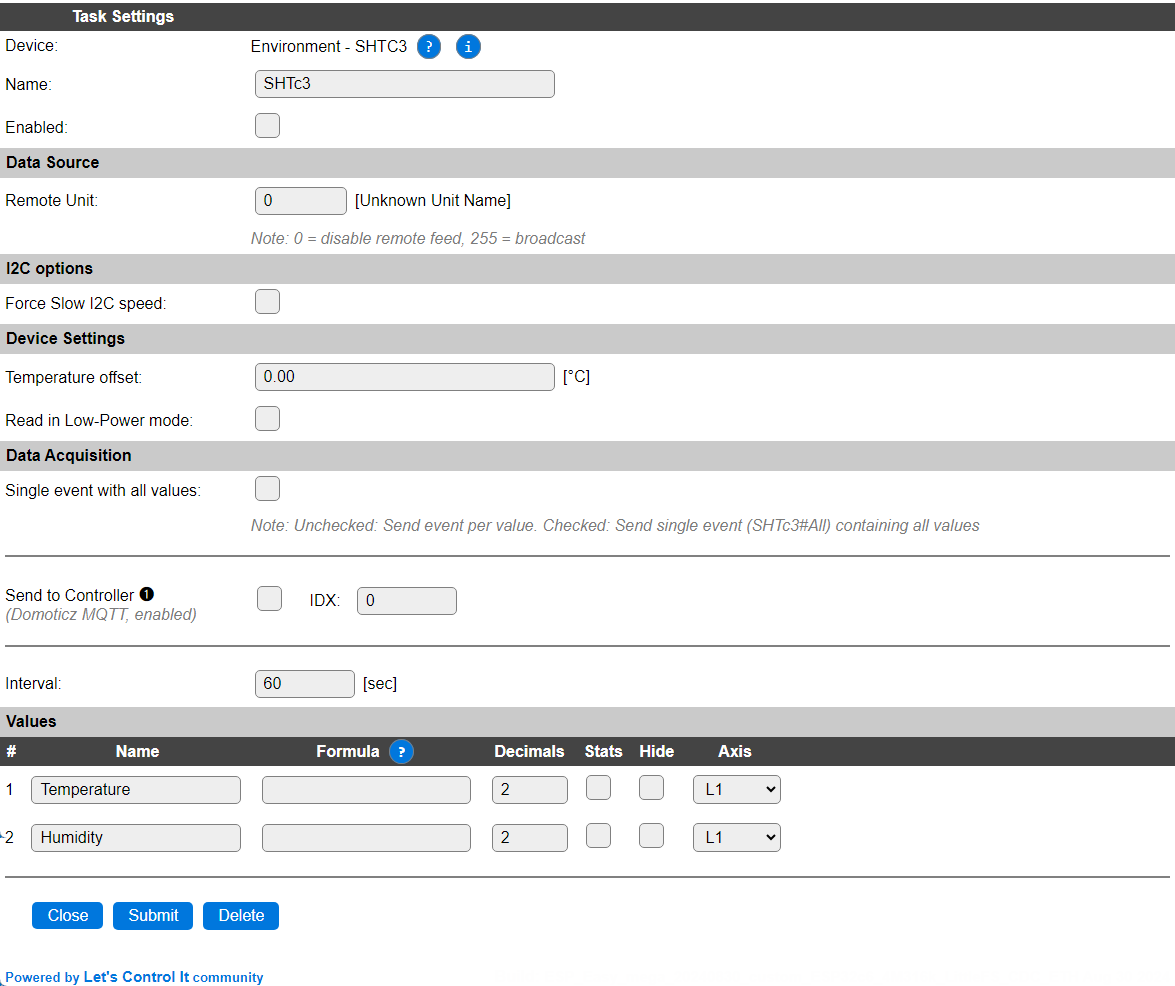 Task Settings
Device: Environment - SHTC3 ? i
Name: SHTc3
Enabled:
Data Source
Remote Unit: 0 [Unknown Unit Name]
Note: 0 = disable remote feed, 255 = broadcast
I2C options
Force Slow I2C speed:
Device Settings
Temperature offset: 0.00 [°C]
Read in Low-Power mode:
Data Acquisition
Single event with all values:
Note: Unchecked: Send event per value. Checked: Send single event (SHTc3#All) containing all values
Send to Controller ❶ IDX: 0
(Domoticz MQTT, enabled)
Interval: 60 [sec]
Values
# Name Formula ? Decimals Stats Hide Axis
1 Temperature 2 L1
2 Humidity 2 L1
Close Submit Delete
Powered by Let's Control It community